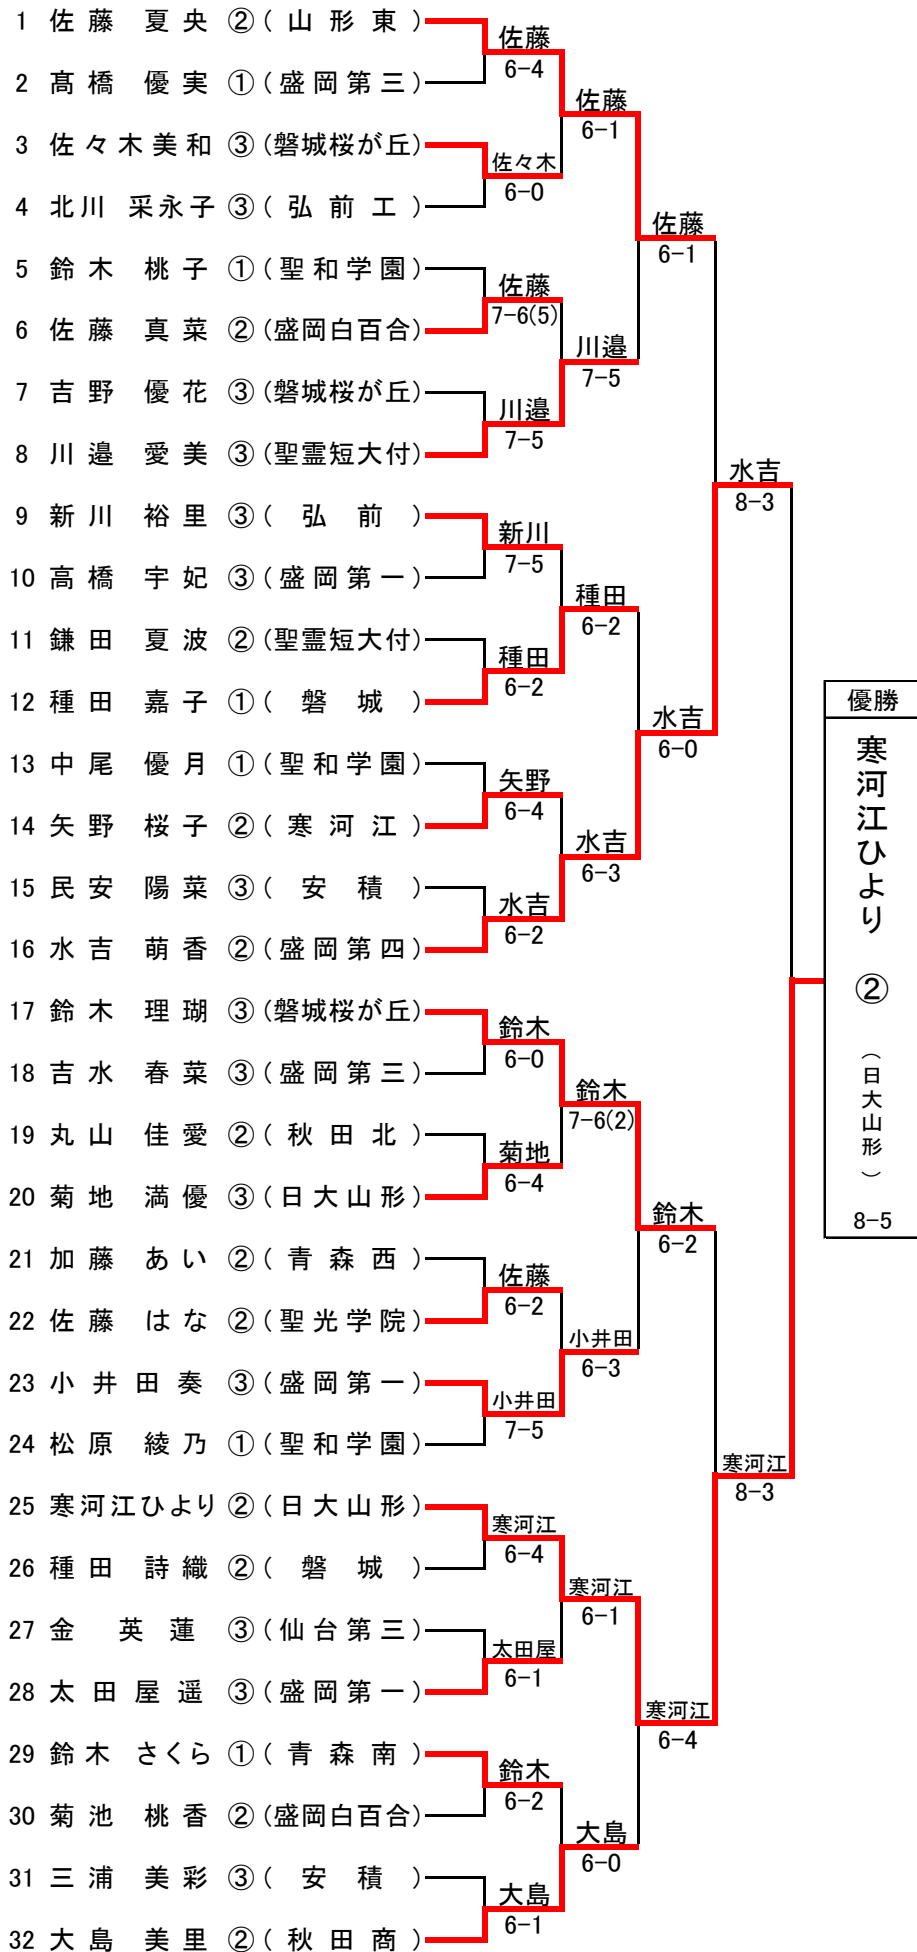 1 佐藤 夏央 ②(山形東)
2 髙橋 優実 ①(盛岡第三)
3 佐々木美和 ③(磐城桜が丘)
4 北川 采永子 ③(弘前工)
5 鈴木 桃子 ①(聖和学園)
6 佐藤 真菜 ②(盛岡白百合)
7 吉野 優花 ③(磐城桜が丘)
8 川邉 愛美 ③(聖霊短大付)
9 新川 裕里 ③(弘前)
10 高橋 宇妃 ③(盛岡第一)
11 鎌田 夏波 ②(聖霊短大付)
12 種田 嘉子 ①(磐城)
13 中尾 優月 ①(聖和学園)
14 矢野 桜子 ②(寒河江)
15 民安 陽菜 ③(安積)
16 水吉 萌香 ②(盛岡第四)
17 鈴木 理瑚 ③(磐城桜が丘)
18 吉水 春菜 ③(盛岡第三)
19 丸山 佳愛 ②(秋田北)
20 菊地 満優 ③(日大山形)
21 加藤 あい ②(青森西)
22 佐藤 はな ②(聖光学院)
23 小井田奏 ③(盛岡第一)
24 松原 綾乃 ①(聖和学園)
25 寒河江ひより ②(日大山形)
26 種田 詩織 ②(磐城)
27 金 英蓮 ③(仙台第三)
28 太田屋遥 ③(盛岡第一)
29 鈴木 さくら ①(青森南)
30 菊池 桃香 ②(盛岡白百合)
31 三浦 美彩 ③(安積)
32 大島 美里 ②(秋田商)
佐藤
6-4
佐々木
6-0
佐藤
7-6(5)
川邉
7-5
新川
7-5
種田
6-2
矢野
6-4
水吉
6-2
鈴木
6-0
菊地
6-4
佐藤
6-2
小井田
7-5
寒河江
6-4
太田屋
6-1
鈴木
6-2
大島
6-1
佐藤
6-1
川邉
7-5
種田
6-2
水吉
6-3
鈴木
7-6(2)
小井田
6-3
寒河江
6-1
大島
6-0
佐藤
6-1
水吉
6-0
鈴木
6-2
寒河江
6-4
水吉
8-3
寒河江
8-3
優勝
寒河江ひより ②
(日大山形)
8-5